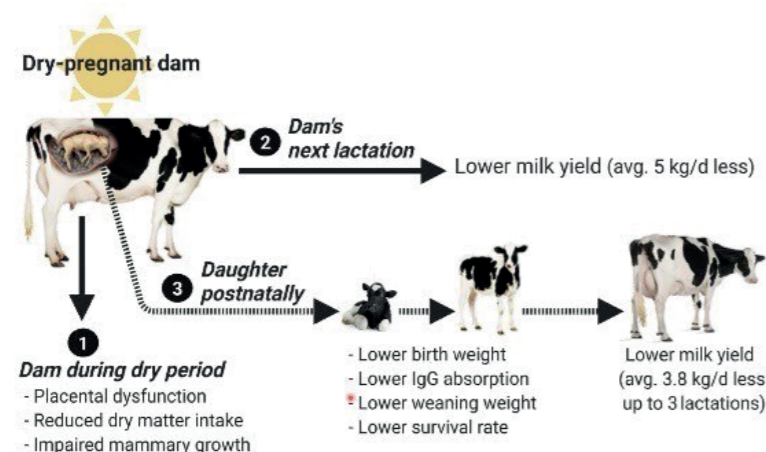 Dry-pregnant dam
2
Dam's
next lactation
Lower milk yield (avg. 5 kg/d less)
3
Daughter
postnatally
1
Dam during dry period
- Placental dysfunction
- Reduced dry matter intake
- Impaired mammary growth
- Lower birth weight
- Lower IgG absorption
- Lower weaning weight
- Lower survival rate
Lower milk yield
(avg. 3.8 kg/d less
up to 3 lactations)